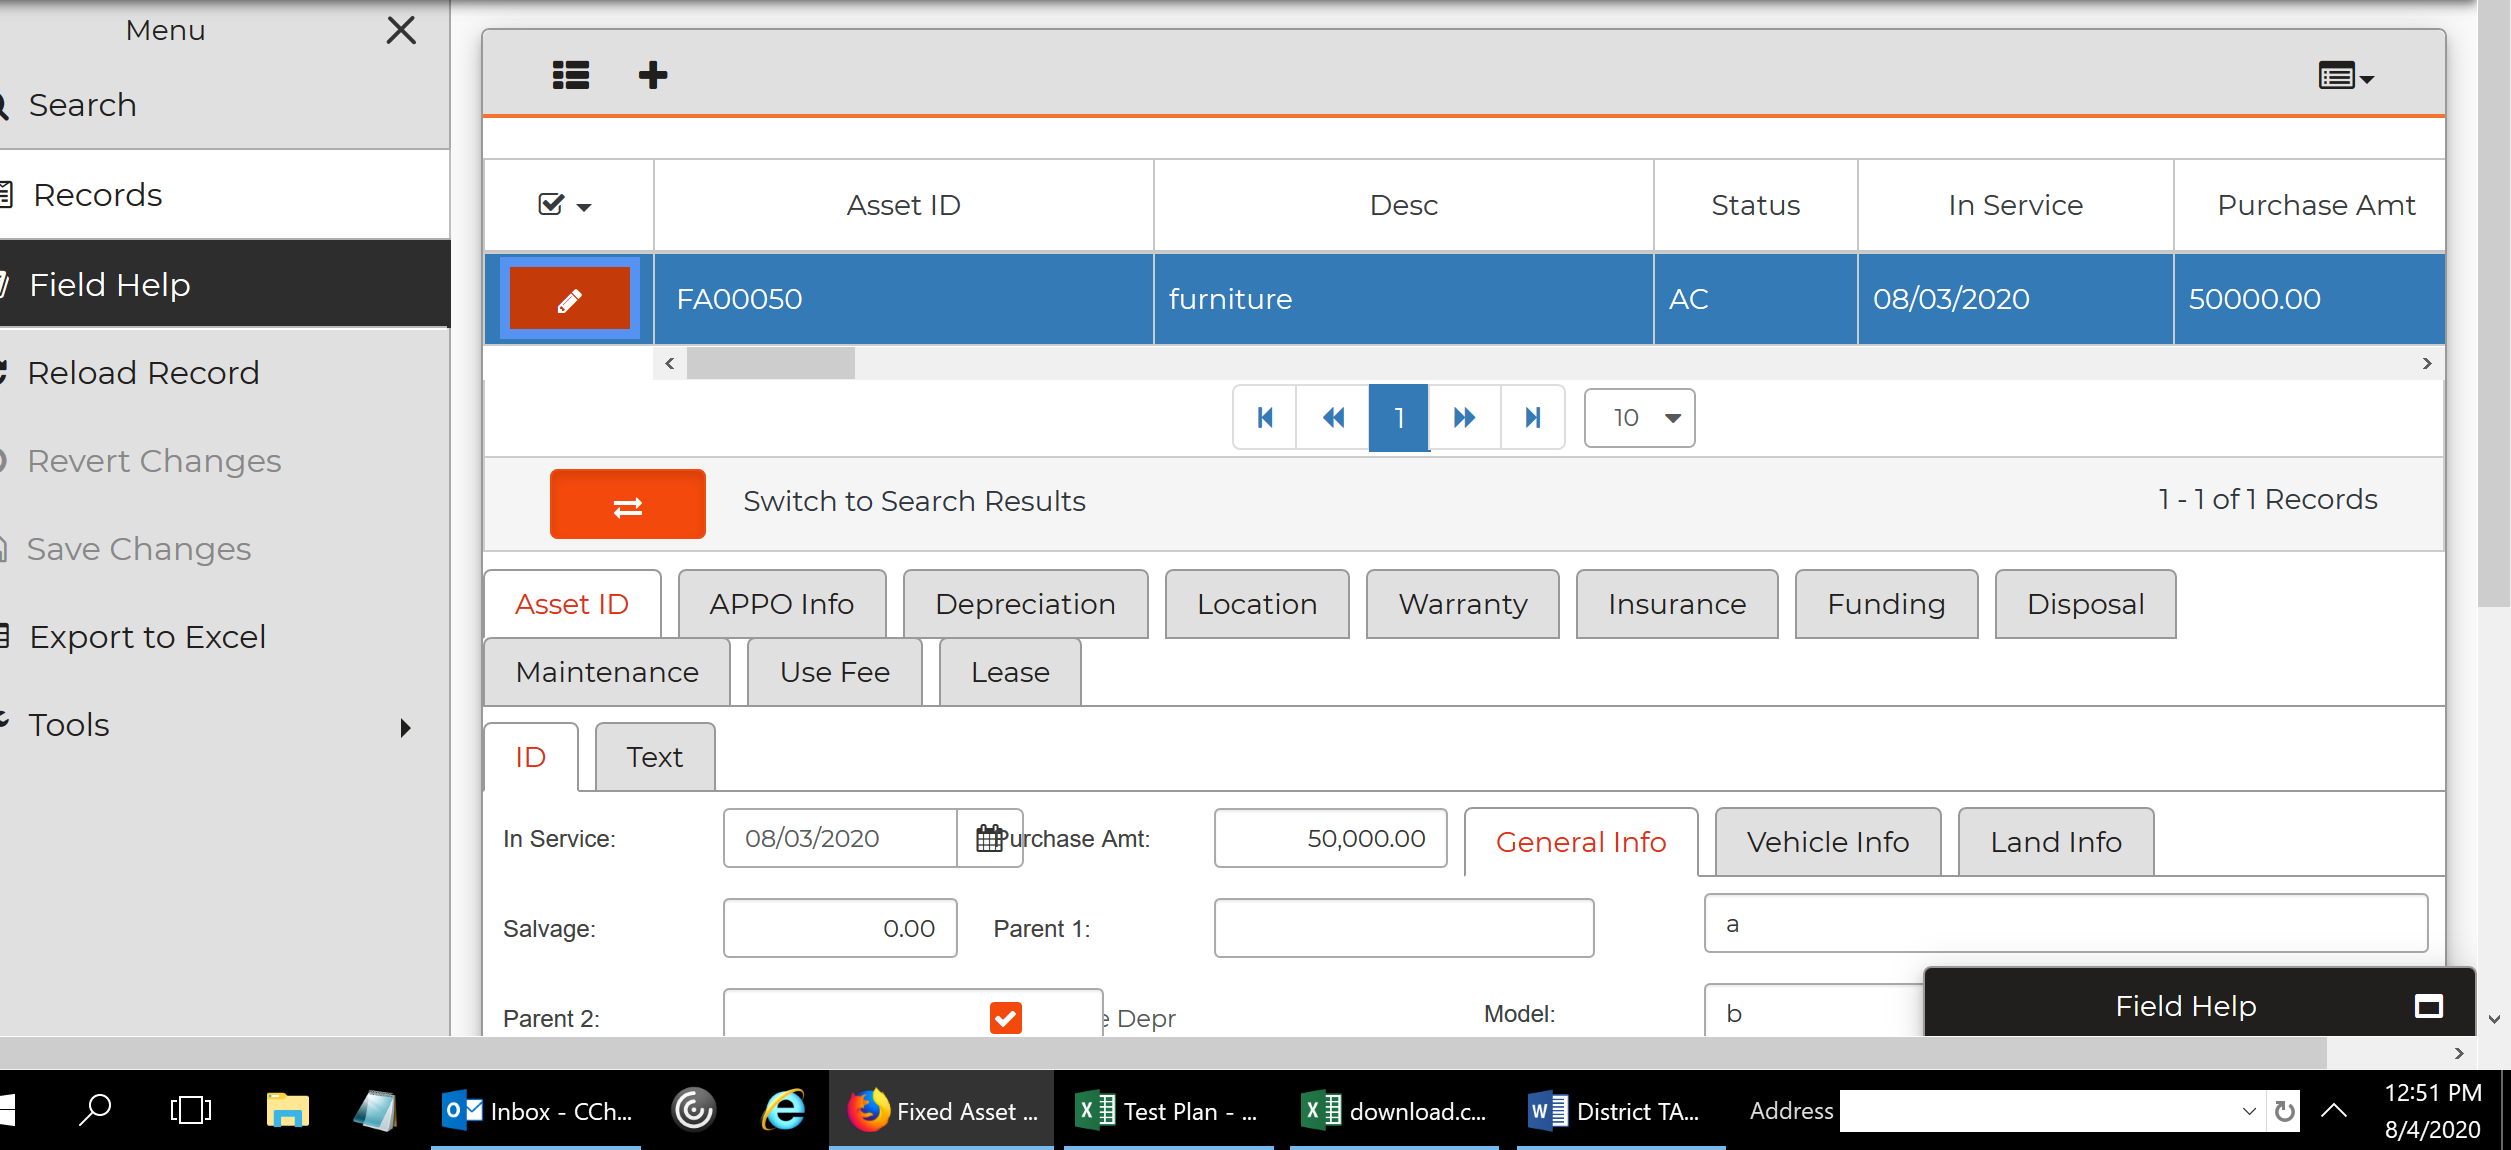 Menu
Search
Records
Field Help
Reload Record
Revert Changes
Save Changes
Export to Excel
Tools
Asset ID Desc Status In Service Purchase Amt
FA00050 furniture AC 08/03/2020 50000.00
1 10
Switch to Search Results 1 - 1 of 1 Records
Asset ID APPO Info Depreciation Location Warranty Insurance Funding Disposal
Maintenance Use Fee Lease
ID Text
In Service: 08/03/2020 Purchase Amt: 50,000.00 General Info Vehicle Info Land Info
Salvage: 0.00 Parent 1: a
Parent 2: Depr Model: b
Field Help
Inbox - CCh... Fixed Asset ... Test Plan - ... download.c... District TA... Address 12:51 PM
8/4/2020